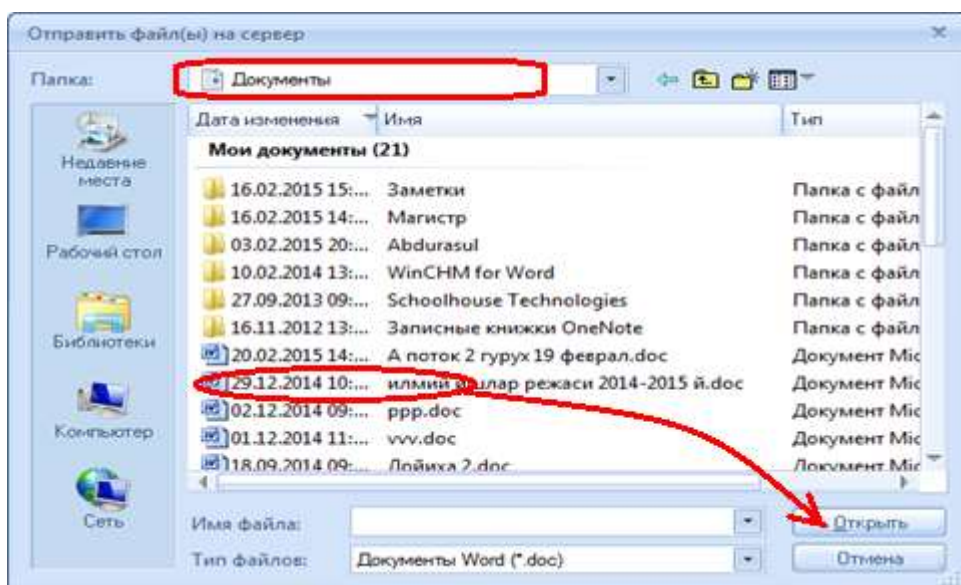 Отправить файл(ы) на сервер
Папка: Документы
Недавние места
Рабочий стол
Библиотеки
Компьютер
Сеть
Дата изменения Имя Тип
Мои документы (21)
16.02.2015 15:... Заметки Папка с файл
16.02.2015 14:... Магистр Папка с файл
03.02.2015 20:... Abdurasul Папка с файл
10.02.2014 13:... WinCHM for Word Папка с файл
27.09.2013 09:... Schoolhouse Technologies Папка с файл
16.11.2012 13:... Записные книжки OneNote Папка с файл
20.02.2015 14:... А поток 2 гурух 19 феврал.doc Документ Mic
29.12.2014 10:... илмий ишлар режаси 2014-2015 й.doc Документ Mic
02.12.2014 09:... ppp.doc Документ Mic
01.12.2014 11:... vvv.doc Документ Mic
18.09.2014 09:... Лойиха 2.doc Документ Mic
Имя файла: Открыть
Тип файлов: Документы Word (*.doc) Отмена